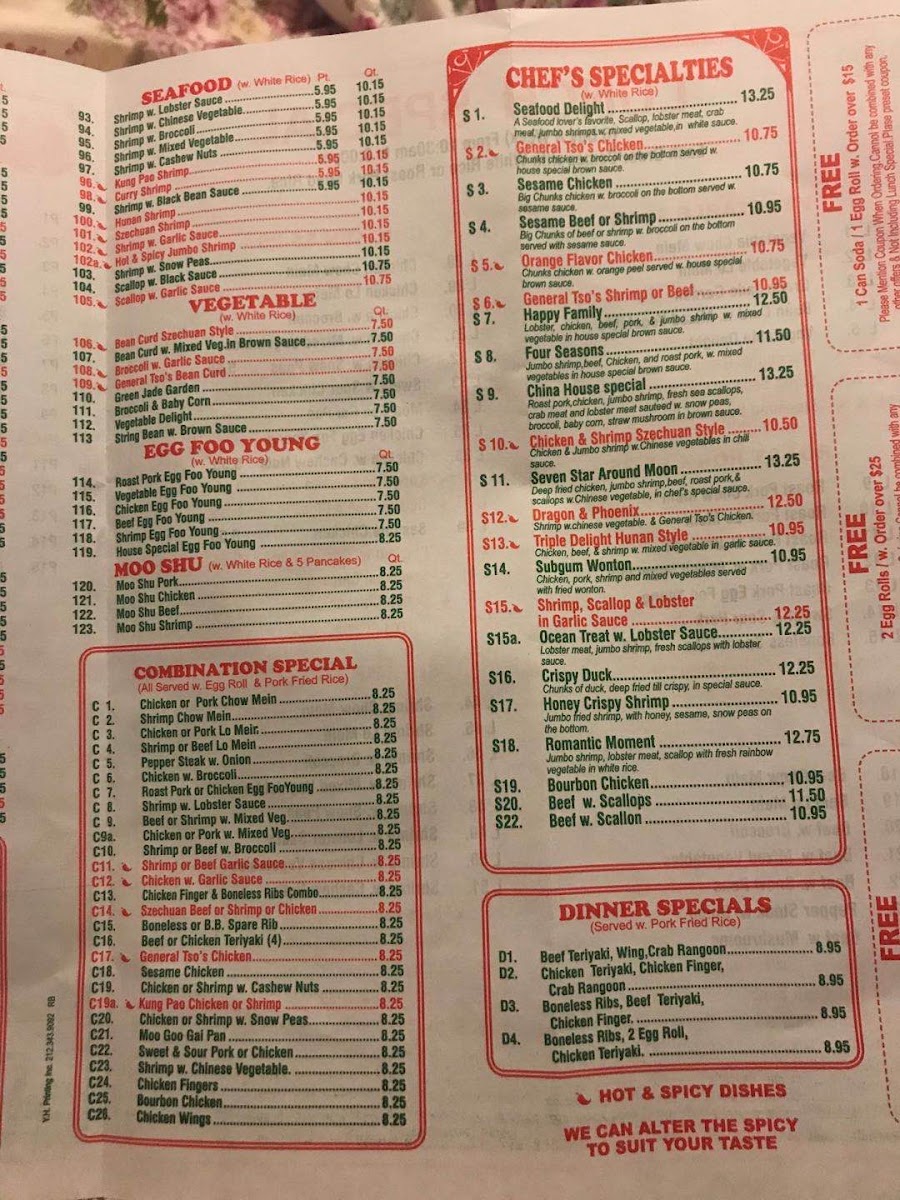 SEAFOOD (w. White Rice) Pt. Qt.
93. Shrimp w. Lobster Sauce 5.95 10.15
94. Shrimp w. Chinese Vegetable 5.95 10.15
95. Shrimp w. Broccoli 5.95 10.15
96. Shrimp w. Mixed Vegetable 5.95 10.15
97. Shrimp w. Cashew Nuts 5.95 10.15
96. Kung Pao Shrimp 5.95 10.15
98. Curry Shrimp 5.95 10.15
99. Shrimp w. Black Bean Sauce 5.95 10.15
100. Hunan Shrimp 10.15
101. Szechuan Shrimp 10.15
102. Shrimp w. Garlic Sauce 10.15
102a. Hot & Spicy Jumbo Shrimp 10.15
103. Shrimp w. Snow Peas 10.15
104. Scallop w. Black Sauce 10.75
105. Scallop w. Garlic Sauce 10.75
VEGETABLE
(w. White Rice) Qt.
106. Bean Curd Szechuan Style 7.50
107. Bean Curd w. Mixed Veg.in Brown Sauce 7.50
108. Broccoli w. Garlic Sauce 7.50
109. General Tso's Bean Curd 7.50
110. Green Jade Garden 7.50
111. Broccoli & Baby Corn 7.50
112. Vegetable Delight 7.50
113 String Bean w. Brown Sauce 7.50
EGG FOO YOUNG
(w. White Rice) Qt.
114. Roast Pork Egg Foo Young 7.50
115. Vegetable Egg Foo Young 7.50
116. Chicken Egg Foo Young 7.50
117. Beef Egg Foo Young 7.50
118. Shrimp Egg Foo Young 7.50
119. House Special Egg Foo Young 8.25
MOO SHU (w. White Rice & 5 Pancakes) Qt.
120. Moo Shu Pork 8.25
121. Moo Shu Chicken 8.25
122. Moo Shu Beef 8.25
123. Moo Shu Shrimp 8.25
COMBINATION SPECIAL
(All Served w. Egg Roll & Pork Fried Rice)
C 1. Chicken or Pork Chow Mein 8.25
C 2. Shrimp Chow Mein 8.25
C 3. Chicken or Pork Lo Mein 8.25
C 4. Shrimp or Beef Lo Mein 8.25
C 5. Pepper Steak w. Onion 8.25
C 6. Chicken w. Broccoli 8.25
C 7. Roast Pork or Chicken Egg FooYoung 8.25
C 8. Shrimp w. Lobster Sauce 8.25
C 9. Beef or Shrimp w. Mixed Veg 8.25
C9a. Chicken or Pork w. Mixed Veg 8.25
C10. Shrimp or Beef w. Broccoli 8.25
C11. Shrimp or Beef Garlic Sauce 8.25
C12. Chicken w. Garlic Sauce 8.25
C13. Chicken Finger & Boneless Ribs Combo 8.25
C14. Szechuan Beef or Shrimp or Chicken 8.25
C15. Boneless or B.B. Spare Rib 8.25
C16. Beef or Chicken Teriyaki (4) 8.25
C17. General Tso's Chicken 8.25
C18. Sesame Chicken 8.25
C19. Chicken or Shrimp w. Cashew Nuts 8.25
C19a. Kung Pao Chicken or Shrimp 8.25
C20. Chicken or Shrimp w. Snow Peas 8.25
C21. Moo Goo Gai Pan 8.25
C22. Sweet & Sour Pork or Chicken 8.25
C23. Shrimp w. Chinese Vegetable. 8.25
C24. Chicken Fingers 8.25
C25. Bourbon Chicken 8.25
C26. Chicken Wings 8.25
Y.H. Printing Inc. 212.343.9092 RB
CHEF'S SPECIALTIES
(w. White Rice)
S 1. Seafood Delight 13.25
A Seafood lover's favorite, Scallop, lobster meat, crab
meat, jumbo shrimps,w, mixed vegetable,in white sauce.
S 2. General Tso's Chicken 10.75
Chunks chicken w. broccoli on the bottom served w.
house special brown sauce.
S 3. Sesame Chicken 10.75
Big Chunks chicken w. broccoli on the bottom served w.
sesame sauce.
S 4. Sesame Beef or Shrimp 10.95
Big Chunks of beef or shrimp w. broccoli on the bottom
served with sesame sauce.
S 5. Orange Flavor Chicken 10.75
Chunks chicken w. orange peel served w. house special
brown sauce.
S 6. General Tso's Shrimp or Beef 10.95
S 7. Happy Family 12.50
Lobster, chicken, beef, pork, & jumbo shrimp w. mixed
vegetable in house special brown sauce.
S 8. Four Seasons 11.50
Jumbo shrimp,beef, Chicken, and roast pork, w. mixed
vegetables in house special brown sauce.
S 9. China House special 13.25
Roast pork,chicken, jumbo shrimp, fresh sea scallops,
crab meat and lobster meat sauteed w. snow peas,
broccoli, baby corn, straw mushroom in brown sauce.
S 10. Chicken & Shrimp Szechuan Style 10.50
Chicken & Jumbo shrimp w.Chinese vegetables in chili
sauce.
S 11. Seven Star Around Moon 13.25
Deep fried chicken, jumbo shrimp,beef, roast pork,&
scallops w.Chinese vegetable, in chef's special sauce.
S12. Dragon & Phoenix 12.50
Shrimp w.chinese vegetable. & General Tso's Chicken.
S13. Triple Delight Hunan Style 10.95
Chicken, beef, & shrimp w. mixed vegetable in garlic sauce.
S14. Subgum Wonton 10.95
Chicken, pork, shrimp and mixed vegetables served
with fried wonton.
S15. Shrimp, Scallop & Lobster
in Garlic Sauce 12.25
S15a. Ocean Treat w. Lobster Sauce 12.25
Lobster meat, jumbo shrimp, fresh scallops with lobster
sauce.
S16. Crispy Duck 12.25
Chunks of duck, deep fried till crispy, in special sauce.
S17. Honey Crispy Shrimp 10.95
Jumbo fried shrimp, with honey, sesame, snow peas on
the bottom.
S18. Romantic Moment 12.75
Jumbo shrimp, lobster meat, scallop with fresh rainbow
vegetable in white rice.
S19. Bourbon Chicken 10.95
S20. Beef w. Scallops 11.50
S22. Beef w. Scallon 10.95
DINNER SPECIALS
(Served w. Pork Fried Rice)
D1. Beef Teriyaki, Wing,Crab Rangoon 8.95
D2. Chicken Teriyaki, Chicken Finger,
Crab Rangoon 8.95
D3. Boneless Ribs, Beef Teriyaki,
Chicken Finger. 8.95
D4. Boneless Ribs, 2 Egg Roll,
Chicken Teriyaki. 8.95
HOT & SPICY DISHES
WE CAN ALTER THE SPICY
TO SUIT YOUR TASTE
FREE
1 Can Soda (1 Egg Roll w. Order over $15
Please Mention Coupon When Ordering.Cannot be combined with any
other offers & Not Including Lunch Special.Plase preset coupon.
FREE
2 Egg Rolls / w. Order over $25
be combined with any
FREE